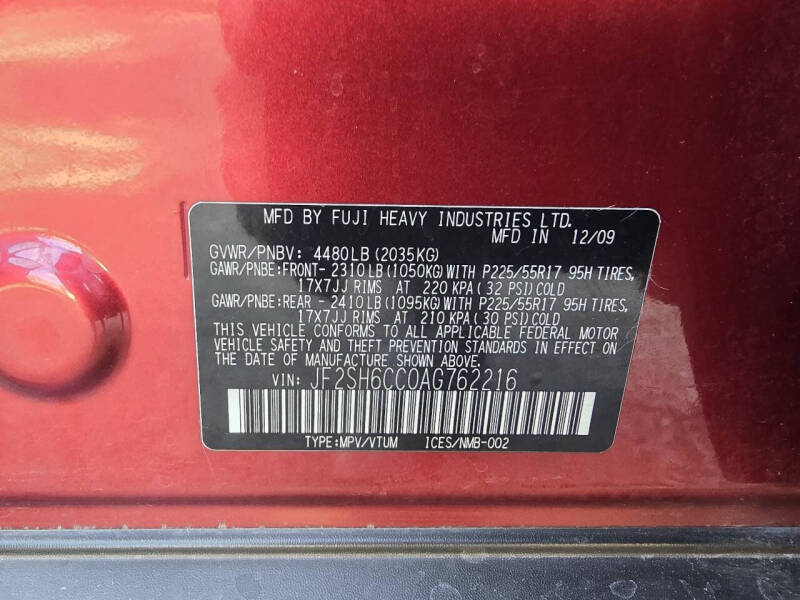 MFD BY FUJI HEAVY INDUSTRIES LTD.
MFD IN 12/09
GVWR/PNBV: 4480LB (2035KG)
GAWR/PNBE:FRONT- 2310LB (1050KG) WITH P225/55R17 95H TIRES,
17X7JJ RIMS AT 220 KPA (32 PSI) COLD
GAWR/PNBE:REAR - 2410LB (1095KG) WITH P225/55R17 95H TIRES,
17X7JJ RIMS AT 210 KPA (30 PSI) COLD
THIS VEHICLE CONFORMS TO ALL APPLICABLE FEDERAL MOTOR
VEHICLE SAFETY AND THEFT PREVENTION STANDARDS IN EFFECT ON
THE DATE OF MANUFACTURE SHOWN ABOVE.
VIN: JF2SH6CC0AG762216
TYPE:MPV/VTUM ICES/NMB-002